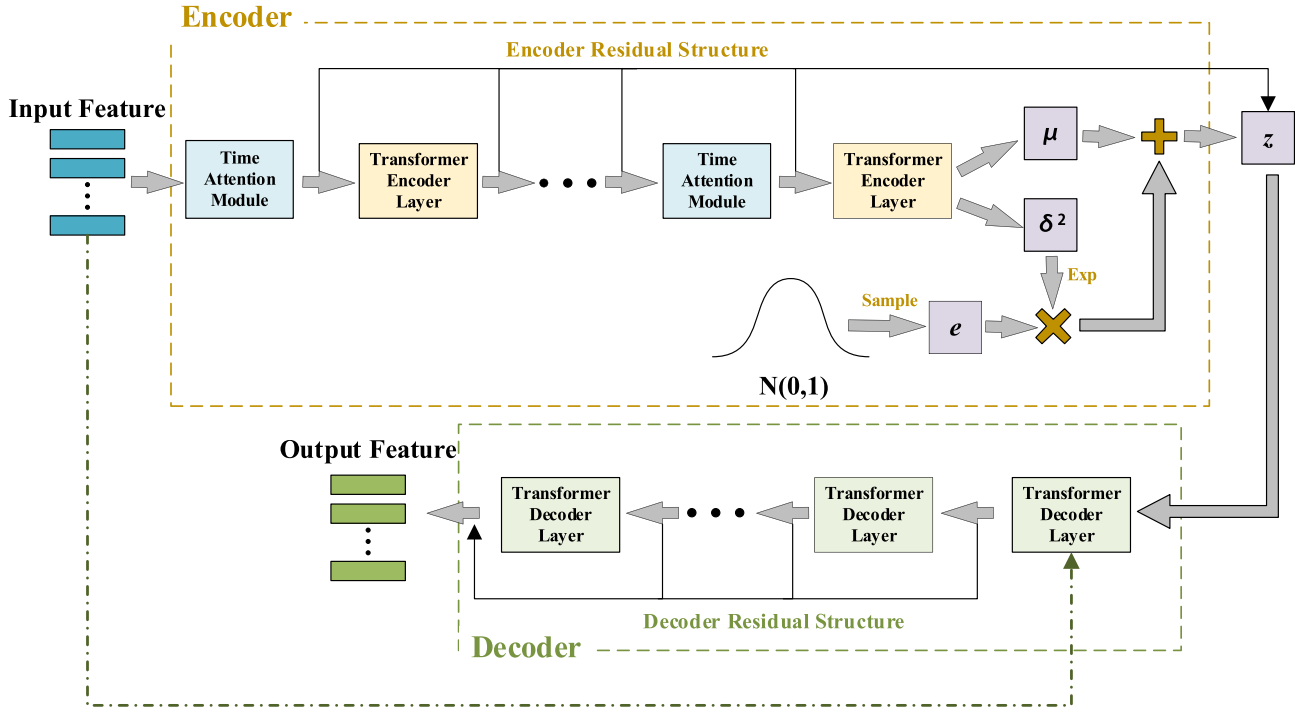 Encoder
Encoder Residual Structure
Input Feature
Time
Attention
Module
Transformer
Encoder
Layer
Time
Attention
Module
Transformer
Encoder
Layer
μ
z
δ²
Exp
Sample
e
N(0,1)
Output Feature
Transformer
Decoder
Layer
Transformer
Decoder
Layer
Transformer
Decoder
Layer
Decoder Residual Structure
Decoder